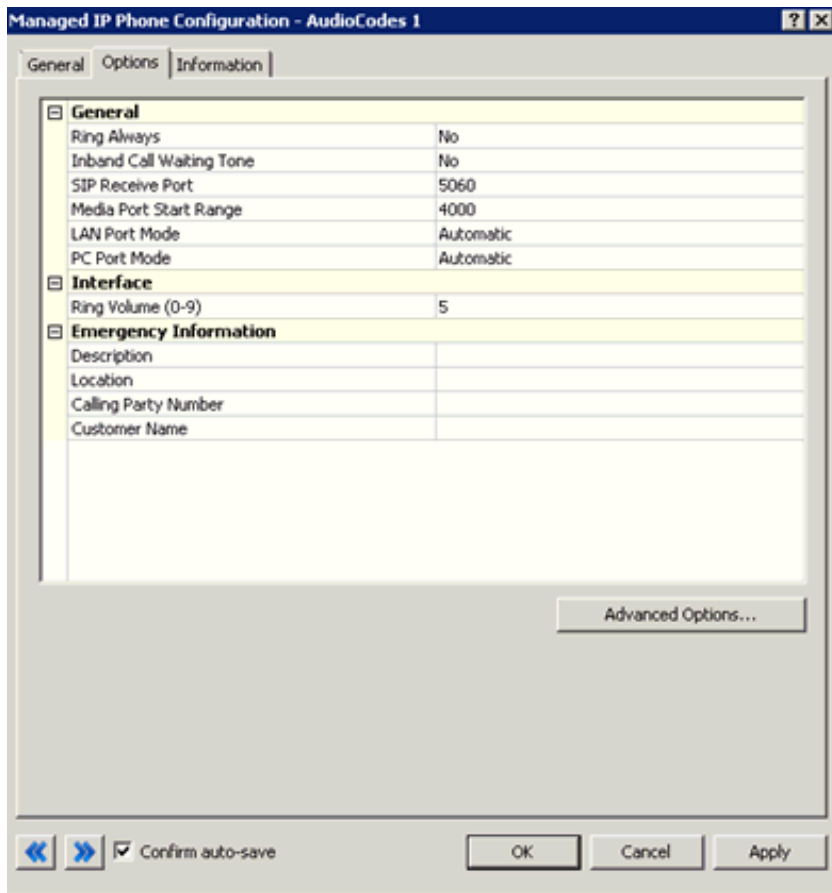 Managed IP Phone Configuration - AudioCodes 1
General Options Information
General
Ring Always No
Inband Call Waiting Tone No
SIP Receive Port 5060
Media Port Start Range 4000
LAN Port Mode Automatic
PC Port Mode Automatic
Interface
Ring Volume (0-9) 5
Emergency Information
Description
Location
Calling Party Number
Customer Name
Advanced Options...
Confirm auto-save OK Cancel Apply